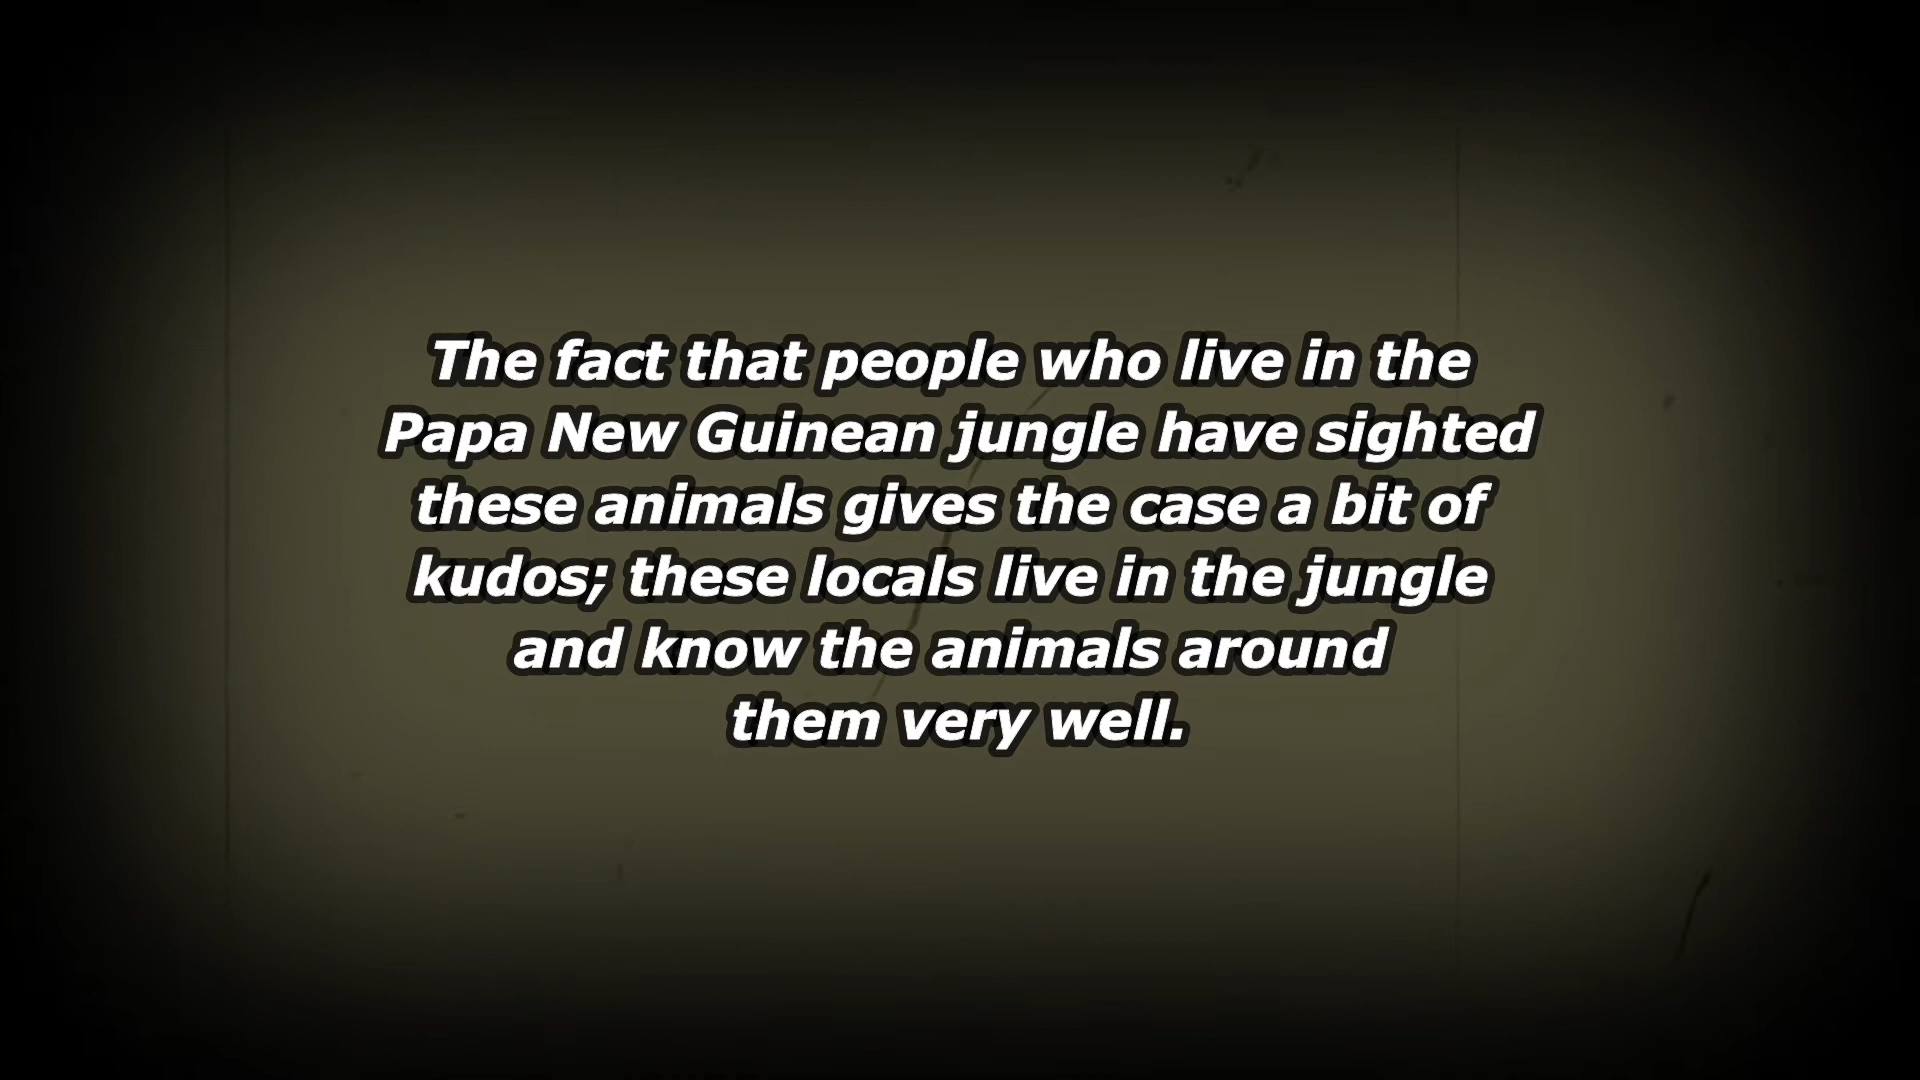 The fact that people who live in the
Papa New Guinean jungle have sighted
these animals gives the case a bit of
kudos; these locals live in the jungle
and know the animals around
them very well.